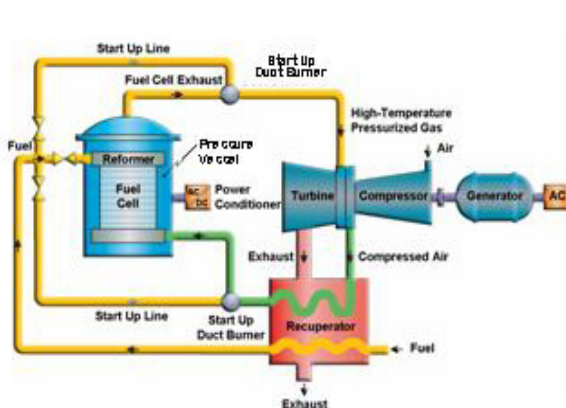 Start Up Line
Start Up
Duct Burner
Fuel Cell Exhaust
High-Temperature
Pressurized Gas
Fuel
Pressure
Vessel
Air
Reformer
Fuel
Cell
ac
dc
Power
Conditioner
Turbine
Compressor
Generator
AC
Exhaust
Compressed Air
Start Up Line
Start Up
Duct Burner
Recuperator
Fuel
Exhaust